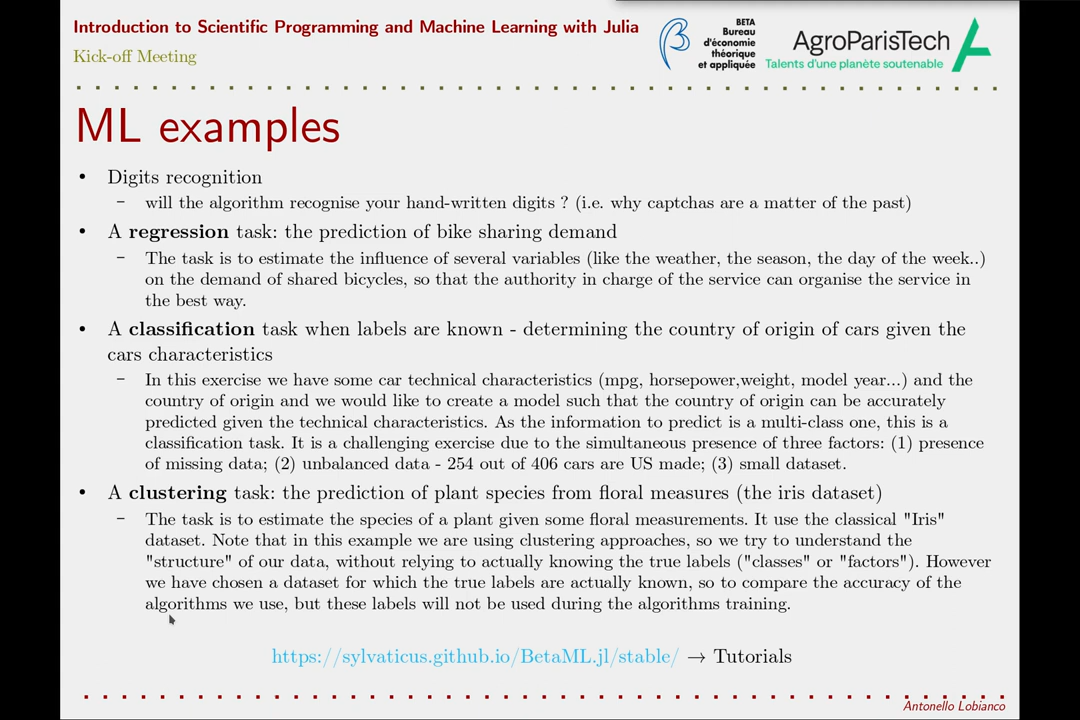 Introduction to Scientific Programming and Machine Learning with Julia
Kick-off Meeting
BETA
Bureau
d'économie
théorique
et appliquée
AgroParisTech
Talents d'une planète soutenable
ML examples
• Digits recognition
– will the algorithm recognise your hand-written digits ? (i.e. why captchas are a matter of the past)
• A regression task: the prediction of bike sharing demand
– The task is to estimate the influence of several variables (like the weather, the season, the day of the week..)
on the demand of shared bicycles, so that the authority in charge of the service can organise the service in
the best way.
• A classification task when labels are known - determining the country of origin of cars given the
cars characteristics
– In this exercise we have some car technical characteristics (mpg, horsepower,weight, model year...) and the
country of origin and we would like to create a model such that the country of origin can be accurately
predicted given the technical characteristics. As the information to predict is a multi-class one, this is a
classification task. It is a challenging exercise due to the simultaneous presence of three factors: (1) presence
of missing data; (2) unbalanced data - 254 out of 406 cars are US made; (3) small dataset.
• A clustering task: the prediction of plant species from floral measures (the iris dataset)
– The task is to estimate the species of a plant given some floral measurements. It use the classical "Iris"
dataset. Note that in this example we are using clustering approaches, so we try to understand the
"structure" of our data, without relying to actually knowing the true labels ("classes" or "factors"). However
we have chosen a dataset for which the true labels are actually known, so to compare the accuracy of the
algorithms we use, but these labels will not be used during the algorithms training.
https://sylvaticus.github.io/BetaML.jl/stable/ → Tutorials
Antonello Lobianco